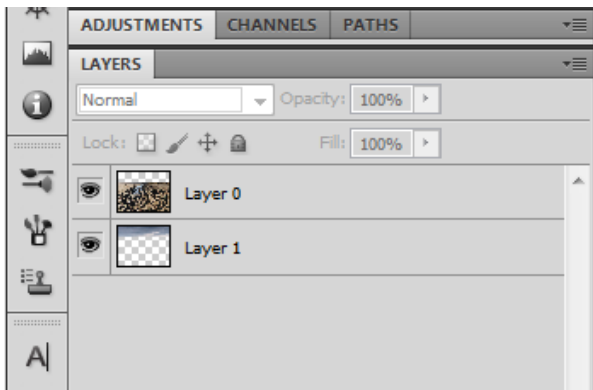 ADJUSTMENTS CHANNELS PATHS
LAYERS
Normal Opacity: 100%
Lock: Fill: 100%
Layer 0
Layer 1
A